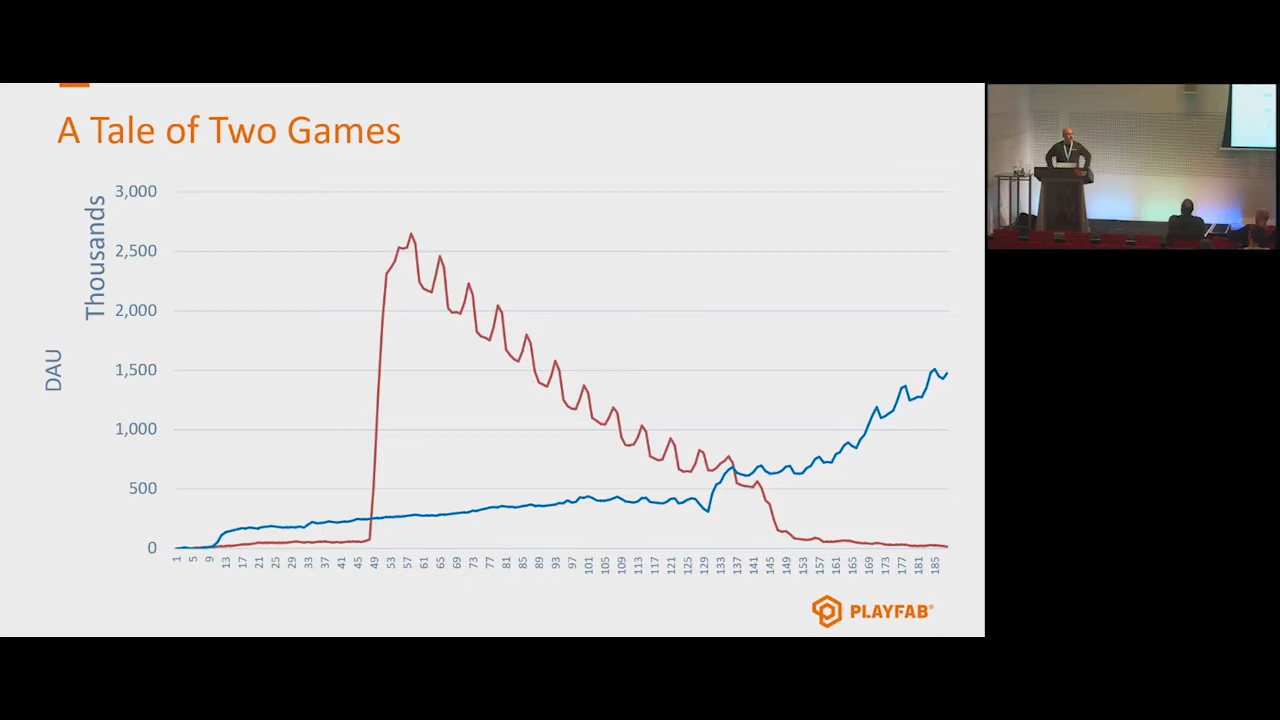 A Tale of Two Games
Thousands
DAU
3,000
2,500
2,000
1,500
1,000
500
0
1 5 9 13 17 21 25 29 33 37 41 45 49 53 57 61 65 69 73 77 81 85 89 93 97 101 105 109 113 117 121 125 129 133 137 141 145 149 153 157 161 165 169 173 177 181 185
PLAYFAB®